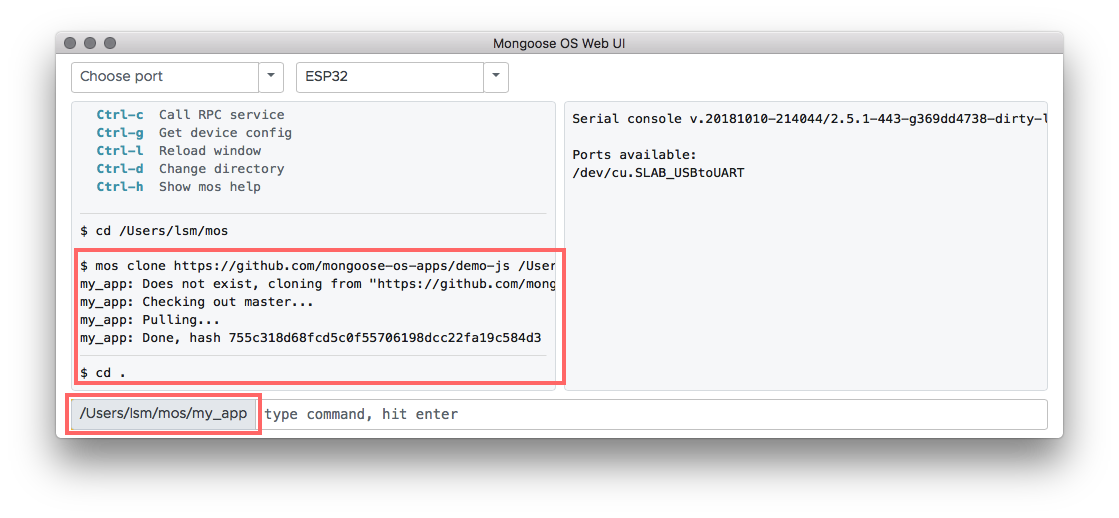 Mongoose OS Web UI
Choose port
ESP32
Ctrl-c Call RPC service
Ctrl-g Get device config
Ctrl-l Reload window
Ctrl-d Change directory
Ctrl-h Show mos help
$ cd /Users/lsm/mos
$ mos clone https://github.com/mongoose-os-apps/demo-js /User
my_app: Does not exist, cloning from "https://github.com/mong
my_app: Checking out master...
my_app: Pulling...
my_app: Done, hash 755c318d68fcd5c0f55706198dcc22fa19c584d3
$ cd .
/Users/lsm/mos/my_app
type command, hit enter
Serial console v.20181010-214044/2.5.1-443-g369dd4738-dirty-l
Ports available:
/dev/cu.SLAB_USBtoUART